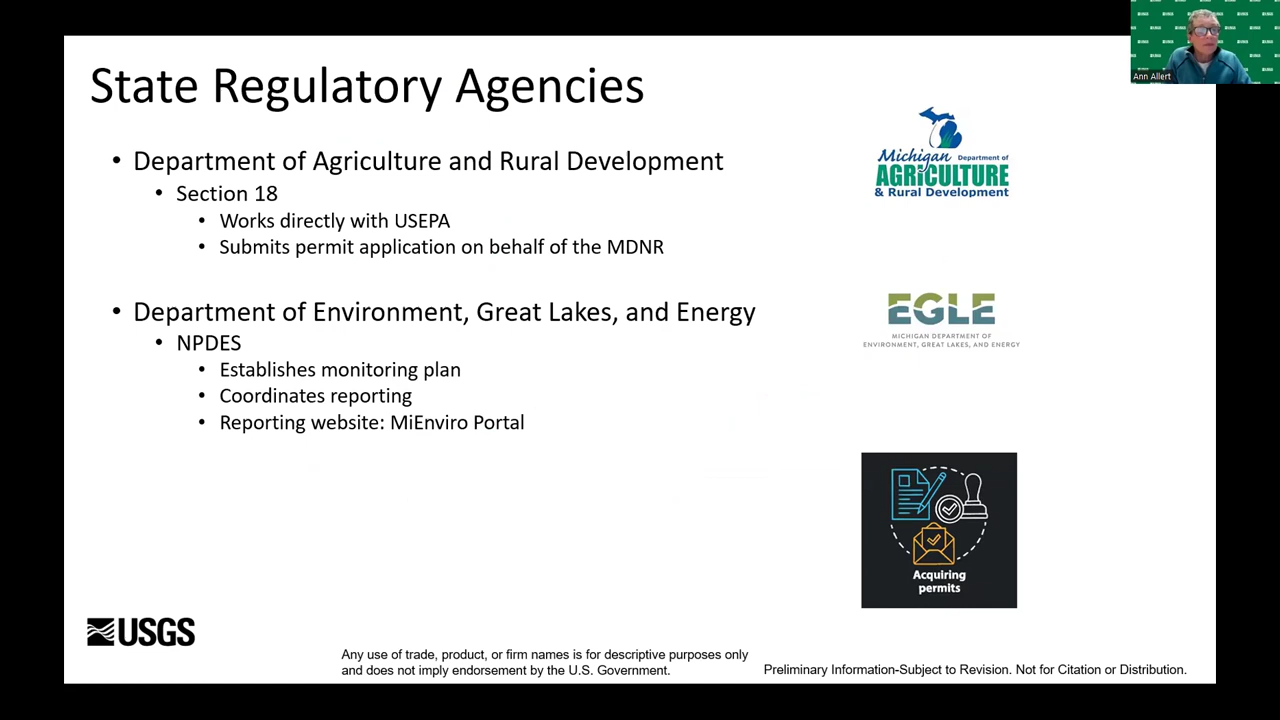 Ann Allert
State Regulatory Agencies
• Department of Agriculture and Rural Development
• Section 18
• Works directly with USEPA
• Submits permit application on behalf of the MDNR
• Department of Environment, Great Lakes, and Energy
• NPDES
• Establishes monitoring plan
• Coordinates reporting
• Reporting website: MiEnviro Portal
Michigan Department of
AGRICULTURE
& Rural Development
EGLE
MICHIGAN DEPARTMENT OF
ENVIRONMENT, GREAT LAKES, AND ENERGY
Acquiring
permits
USGS
Any use of trade, product, or firm names is for descriptive purposes only
and does not imply endorsement by the U.S. Government.
Preliminary Information-Subject to Revision. Not for Citation or Distribution.